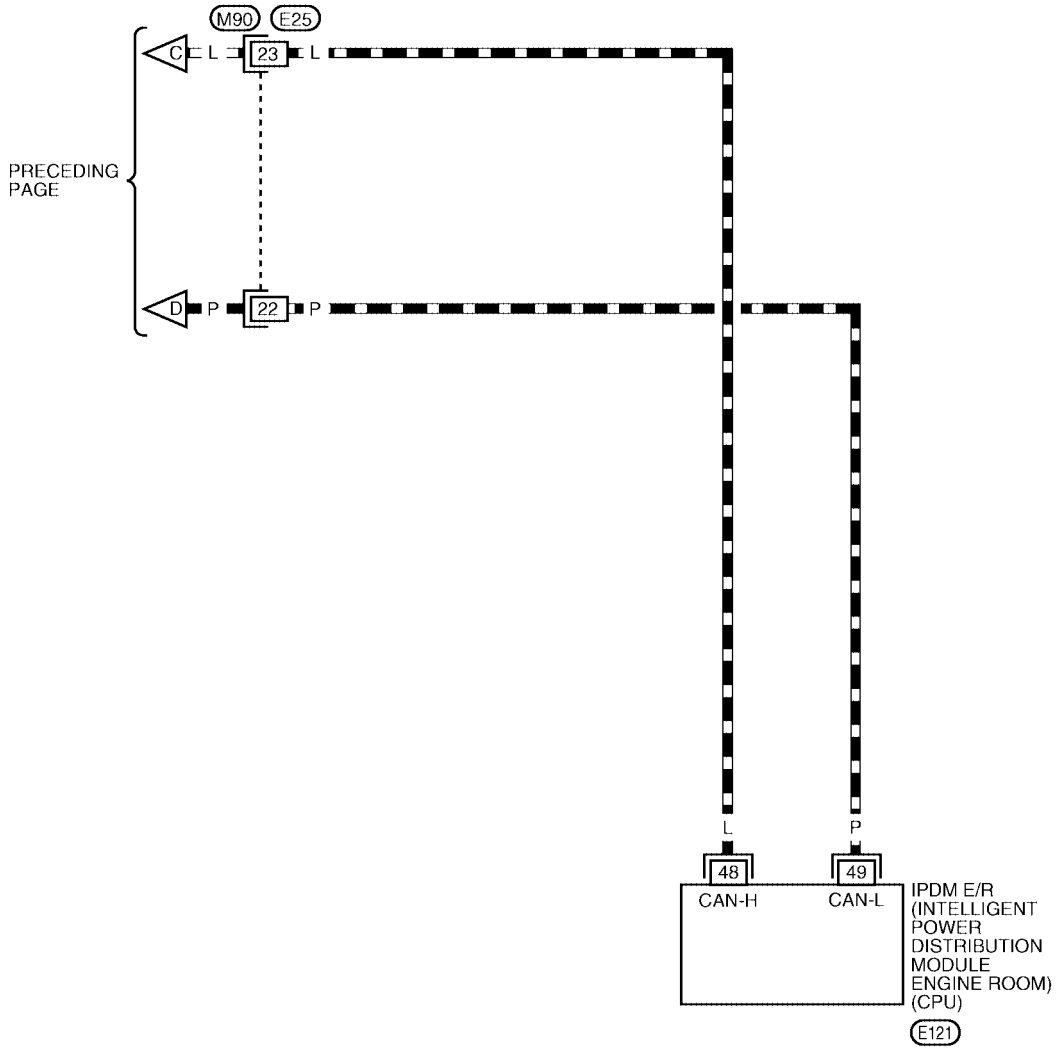 M90 E25
C L 23 L
PRECEDING
PAGE
D P 22 P
L P
48 49
CAN-H CAN-L
IPDM E/R
(INTELLIGENT
POWER
DISTRIBUTION
MODULE
ENGINE ROOM)
(CPU)
E121